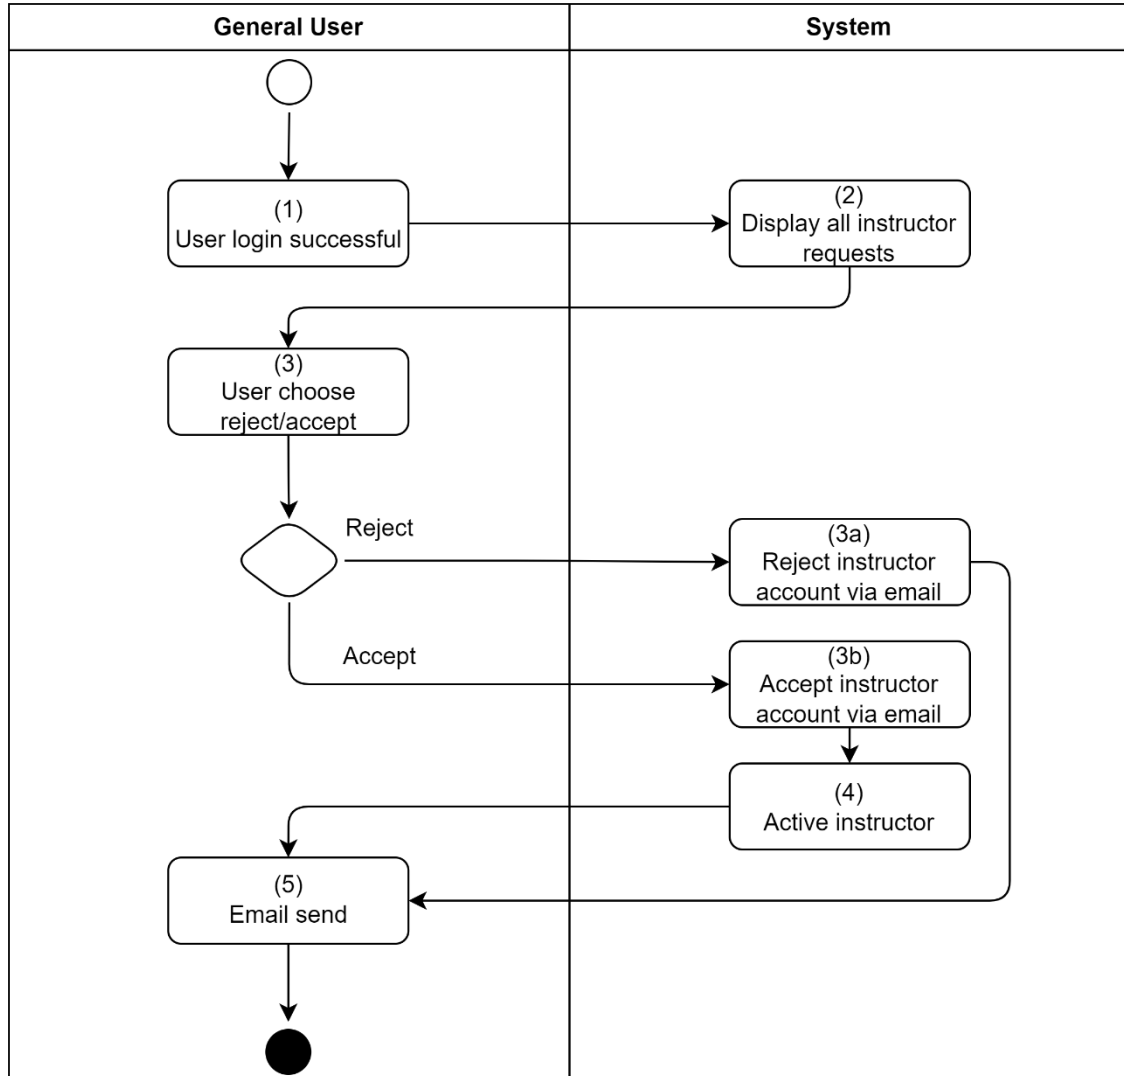 General User
System
(1)
User login successful
(2)
Display all instructor
requests
(3)
User choose
reject/accept
Reject
(3a)
Reject instructor
account via email
Accept
(3b)
Accept instructor
account via email
(4)
Active instructor
(5)
Email send